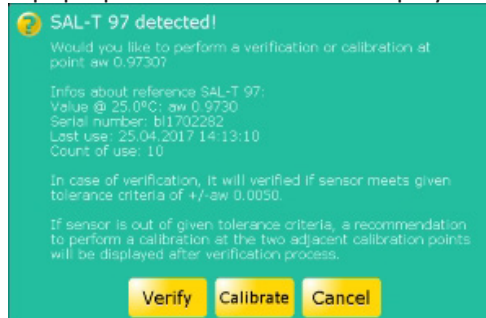 SAL-T 97 detected!
Would you like to perform a verification or calibration at
point aw 0.9730?
Infos about reference SAL-T 97:
Value @ 25.0ºC: aw 0.9730
Serial number: bl1702282
Last use: 25.04.2017 14:13:10
Count of use: 10
In case of verification, it will verified if sensor meets given
tolerance criteria of +/-aw 0.0050.
If sensor is out of given tolerance criteria, a recommendation
to perform a calibration at the two adjacent calibration points
will be displayed after verification process.
Verify Calibrate Cancel